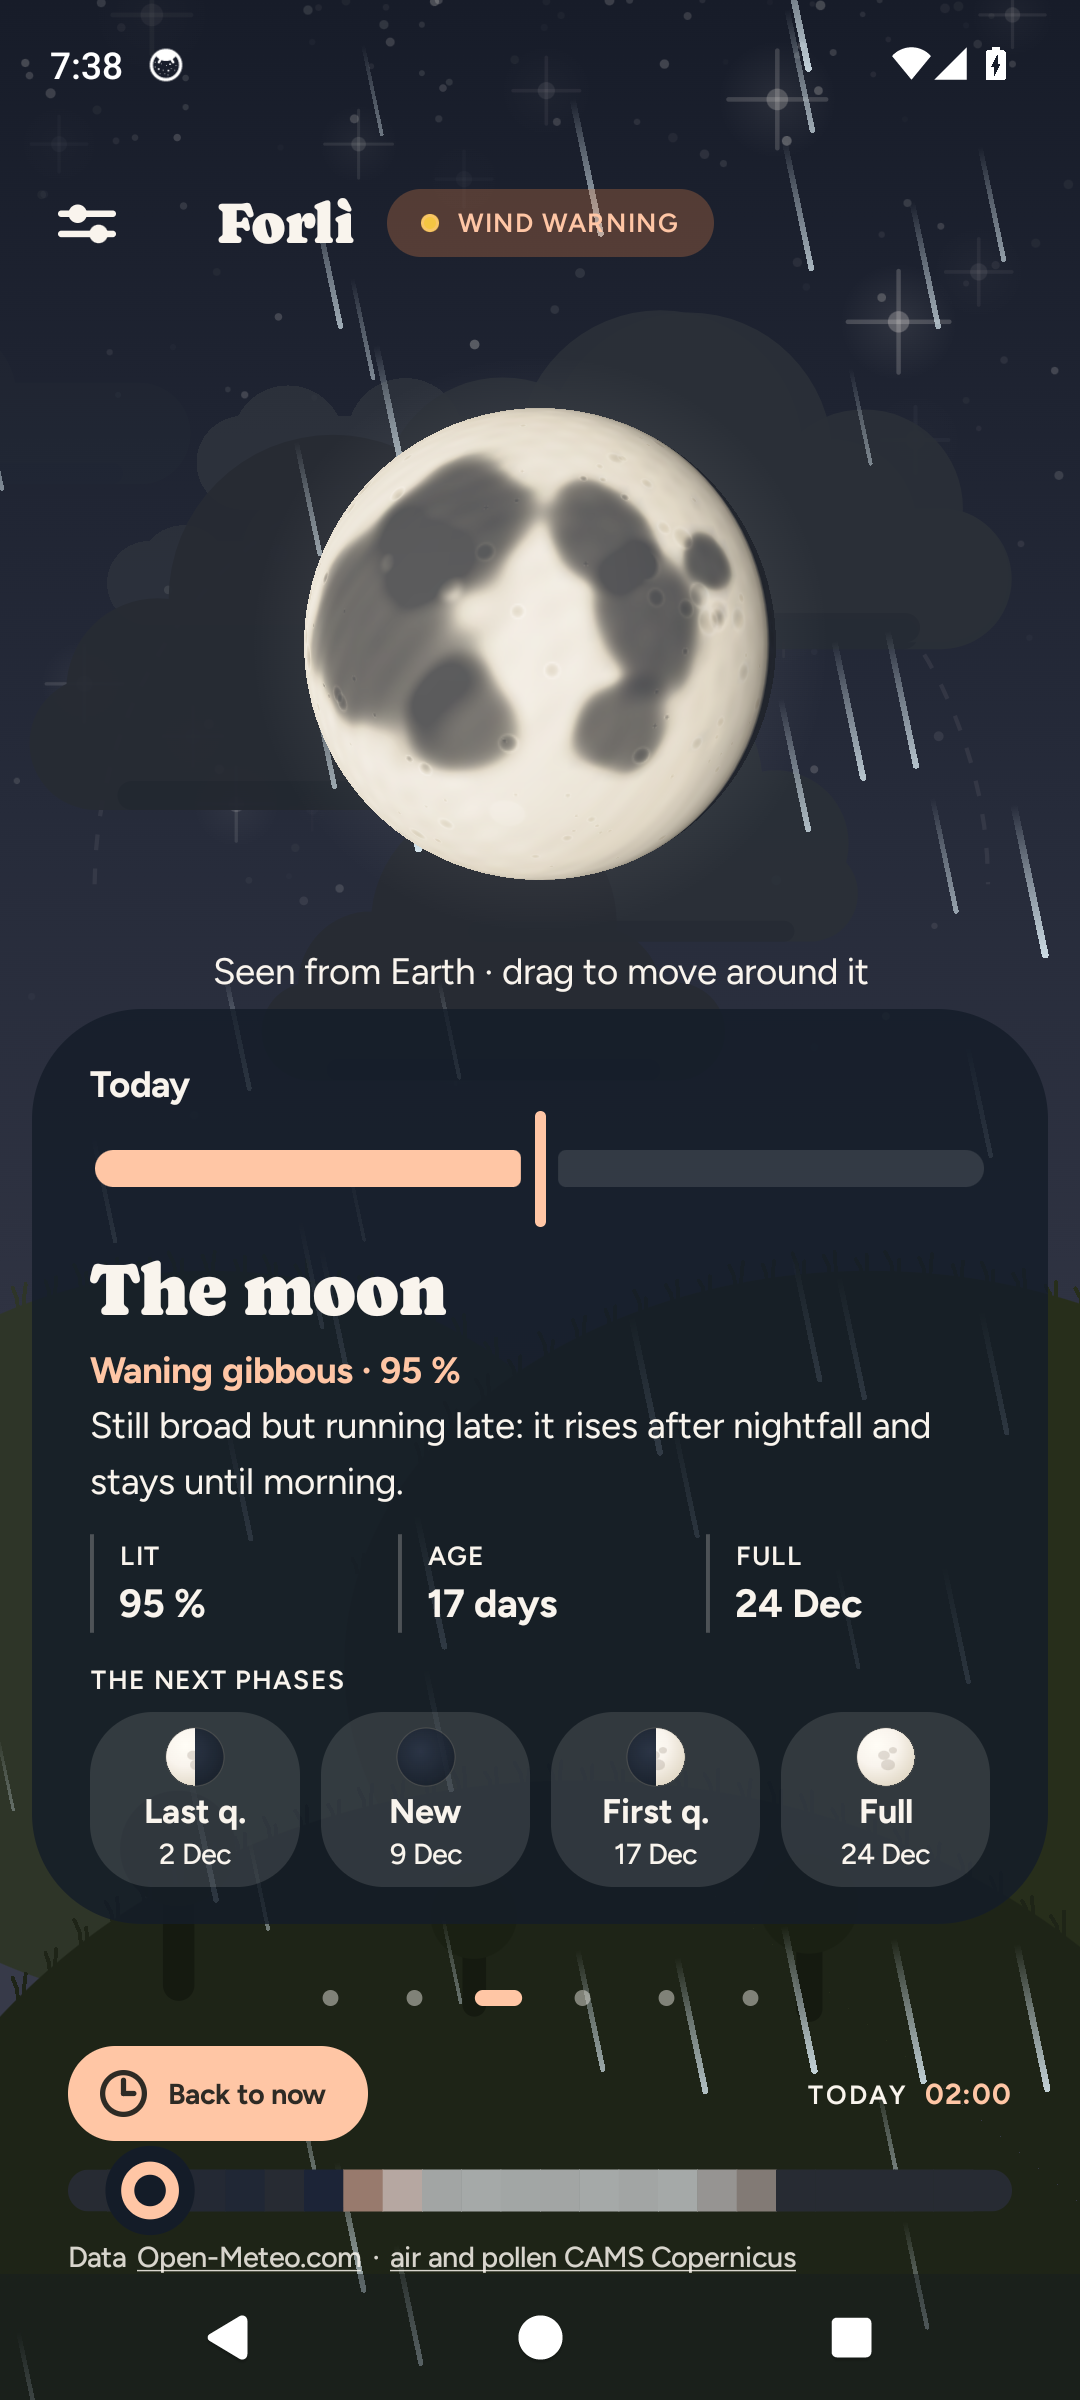 7:38
Forlì
WIND WARNING
Seen from Earth · drag to move around it
Today
The moon
Waning gibbous · 95 %
Still broad but running late: it rises after nightfall and
stays until morning.
LIT
95 %
AGE
17 days
FULL
24 Dec
THE NEXT PHASES
Last q.
2 Dec
New
9 Dec
First q.
17 Dec
Full
24 Dec
Back to now
TODAY 02:00
Data Open-Meteo.com · air and pollen CAMS Copernicus